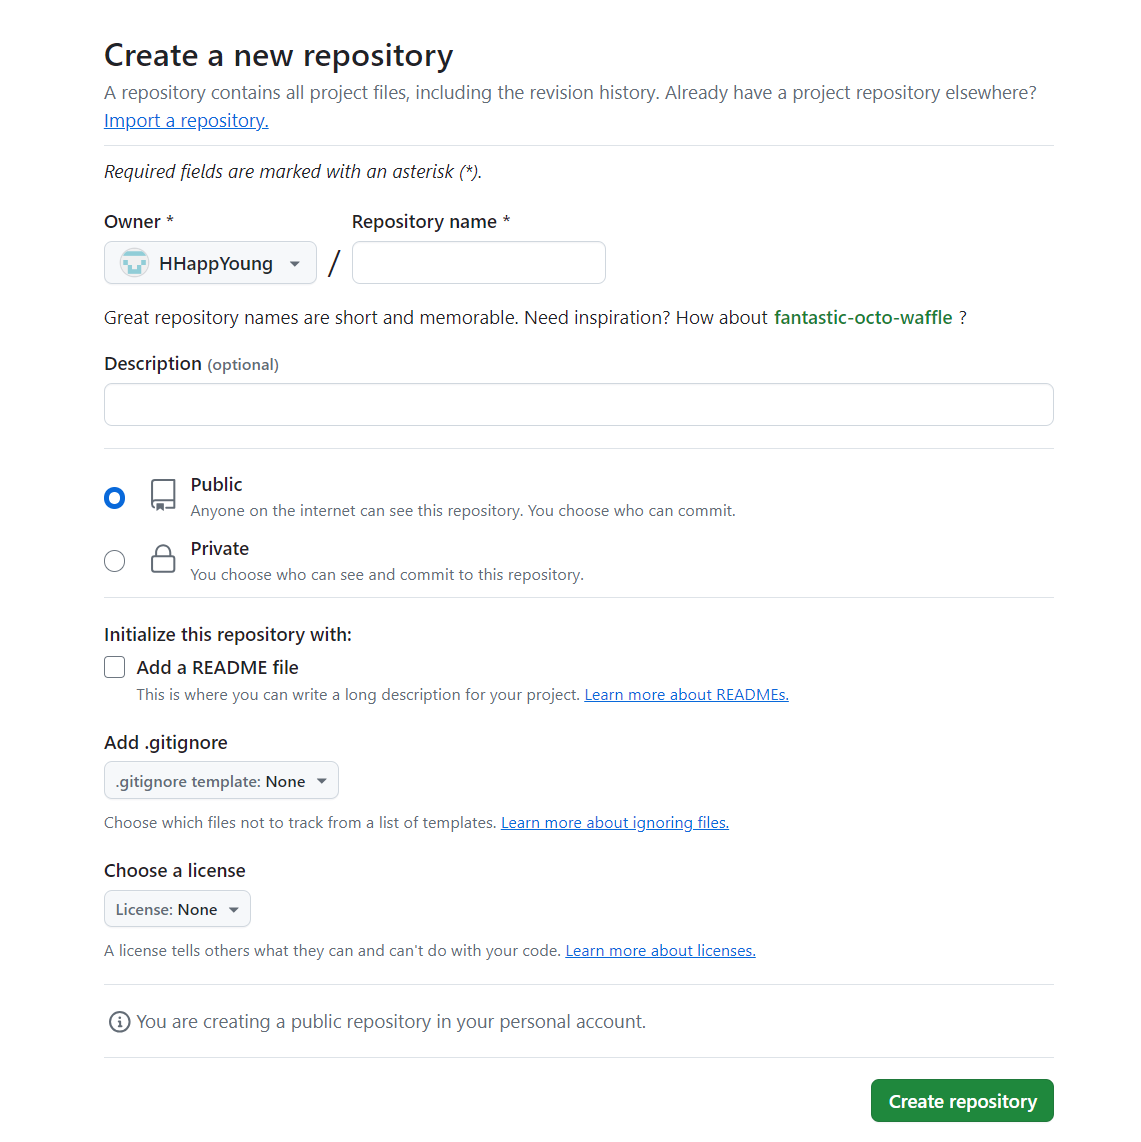 Create a new repository
A repository contains all project files, including the revision history. Already have a project repository elsewhere?
Import a repository.
Required fields are marked with an asterisk (*).
Owner * Repository name *
HHappYoung /
Great repository names are short and memorable. Need inspiration? How about fantastic-octo-waffle ?
Description (optional)
Public
Anyone on the internet can see this repository. You choose who can commit.
Private
You choose who can see and commit to this repository.
Initialize this repository with:
Add a README file
This is where you can write a long description for your project. Learn more about READMEs.
Add .gitignore
.gitignore template: None
Choose which files not to track from a list of templates. Learn more about ignoring files.
Choose a license
License: None
A license tells others what they can and can't do with your code. Learn more about licenses.
You are creating a public repository in your personal account.
Create repository